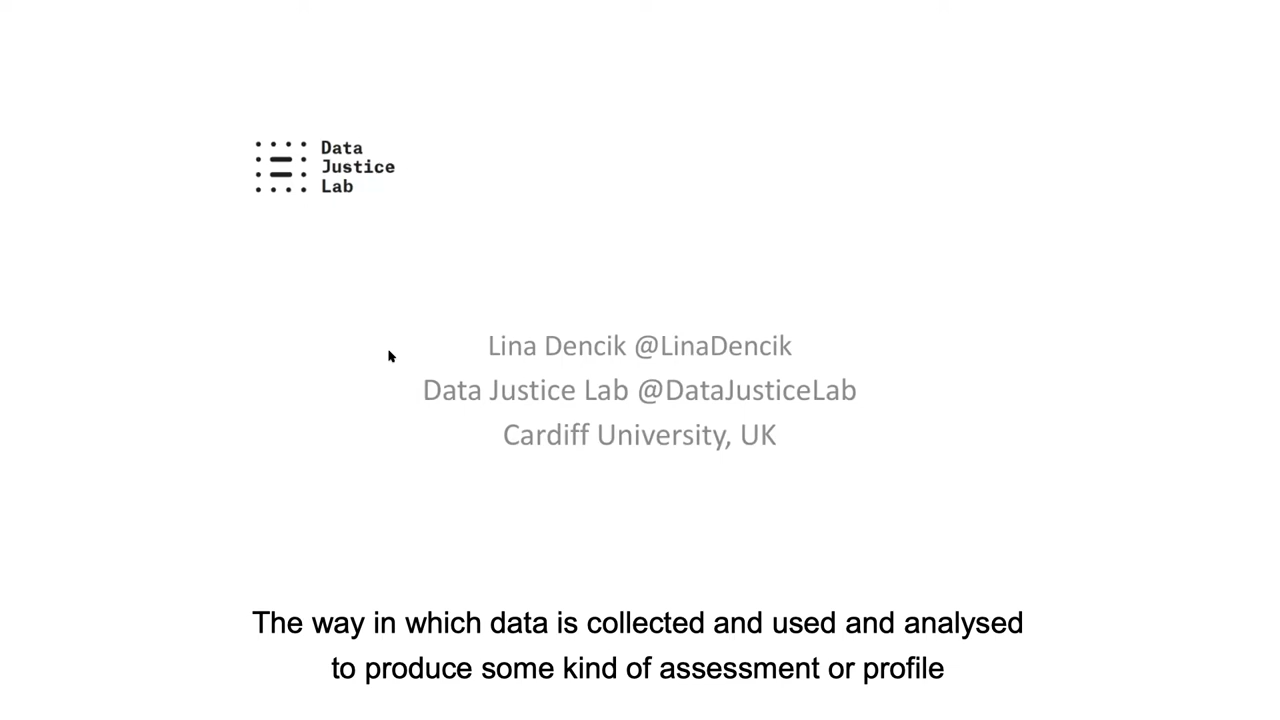 Data
Justice
Lab
Lina Dencik @LinaDencik
Data Justice Lab @DataJusticeLab
Cardiff University, UK
The way in which data is collected and used and analysed
to produce some kind of assessment or profile